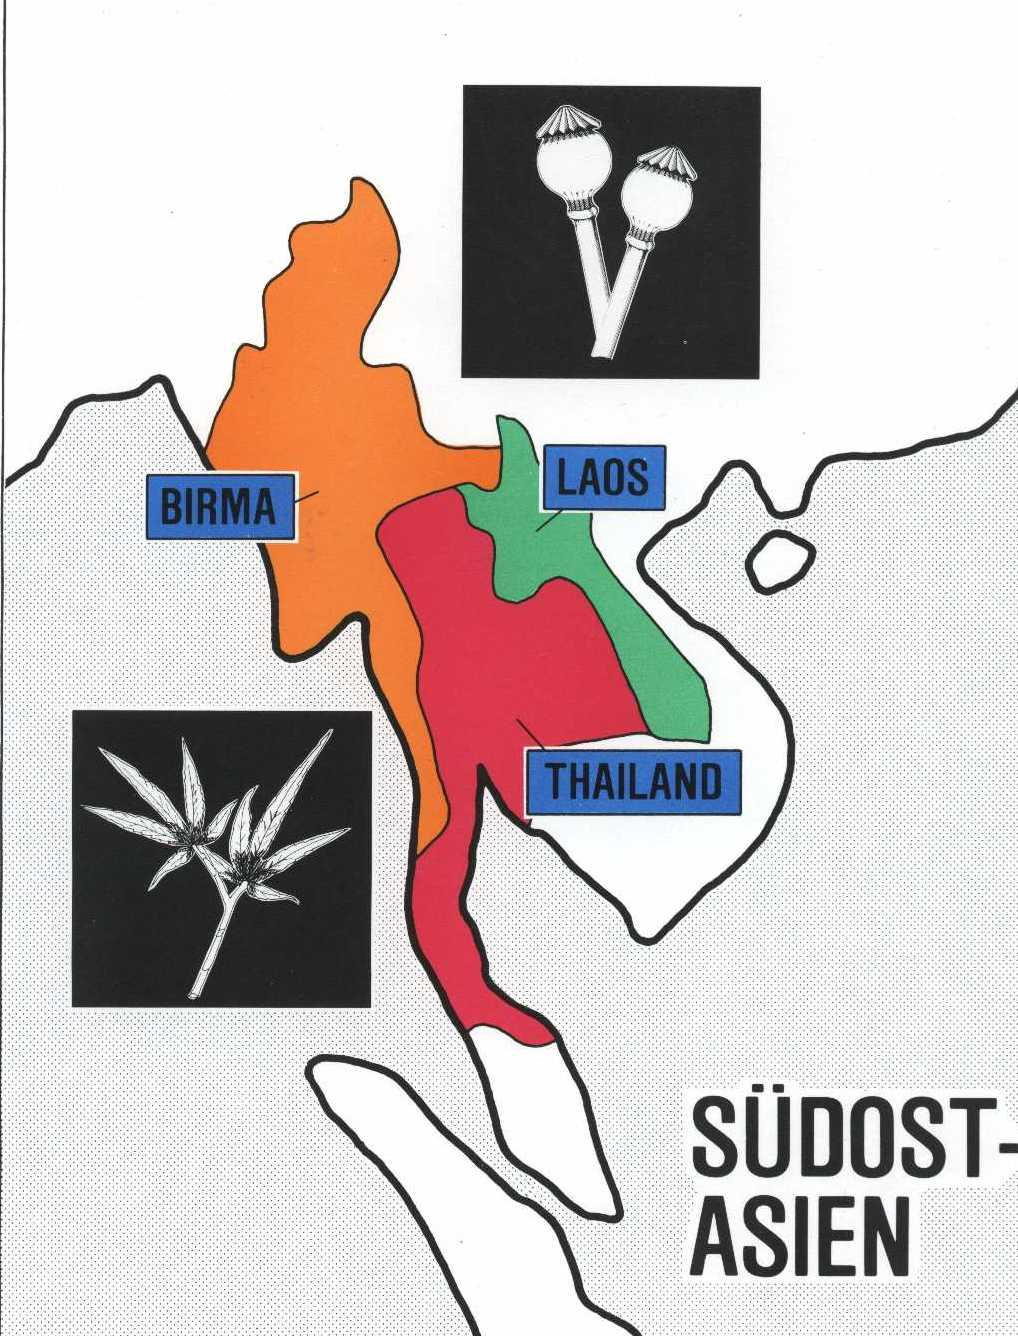 LAOS
BIRMA
THAILAND
SÜDOST-
ASIEN